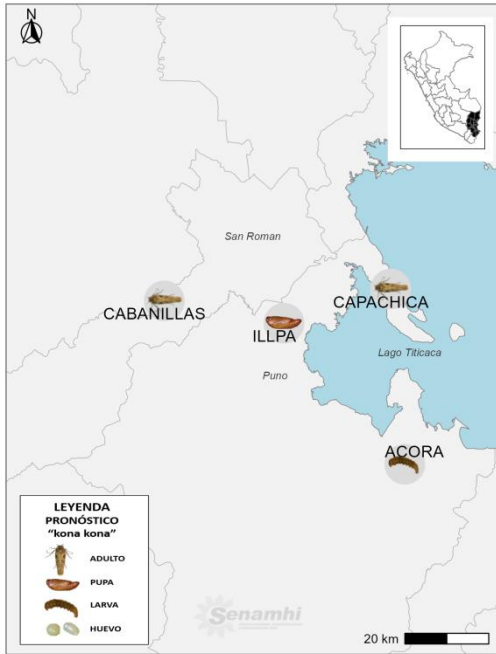 N
San Roman
CABANILLAS
CAPACHICA
ILLPA
Lago Titicaca
Puno
ACORA
LEYENDA
PRONÓSTICO
“kona kona”
ADULTO
PUPA
LARVA
HUEVO
Senamhi
20 km